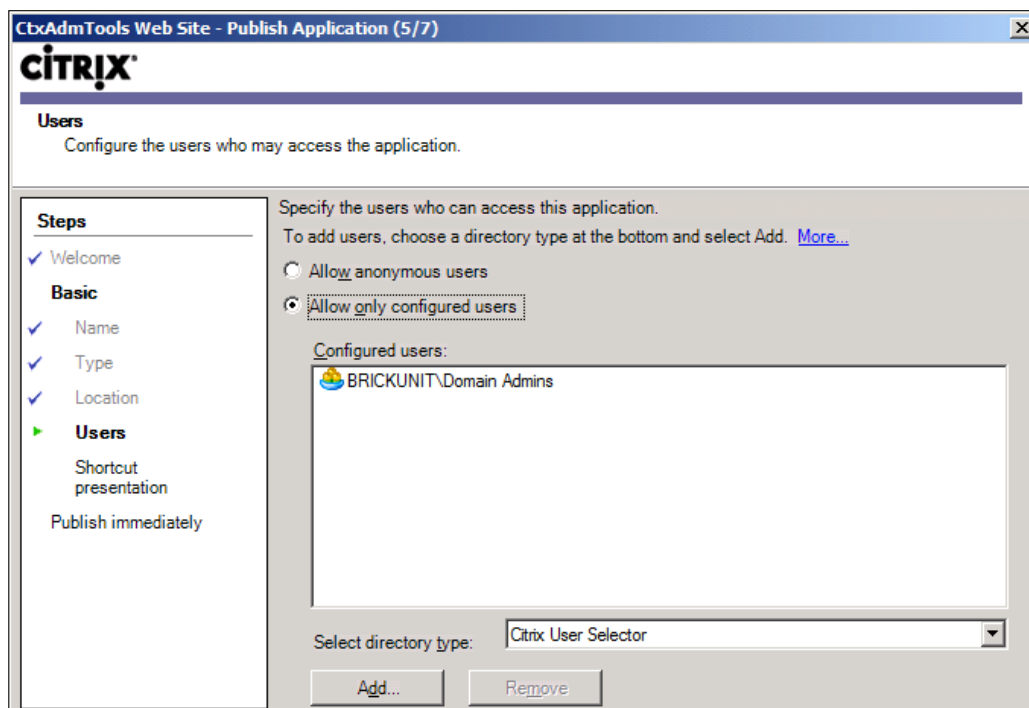 CtxAdmTools Web Site - Publish Application (5/7)
CİTRIX®
Users
Configure the users who may access the application.
Steps
Welcome
Basic
Name
Type
Location
Users
Shortcut
presentation
Publish immediately
Specify the users who can access this application.
To add users, choose a directory type at the bottom and select Add. More...
Allow anonymous users
Allow only configured users
Configured users:
BRICKUNIT\Domain Admins
Select directory type:
Citrix User Selector
Add...
Remove